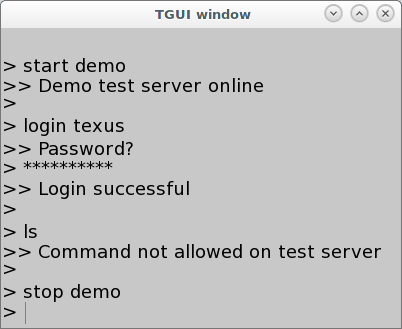 TGUI window
> start demo
>> Demo test server online
>
> login texus
>> Password?
> **********
>> Login successful
>
> ls
>> Command not allowed on test server
>
> stop demo
>